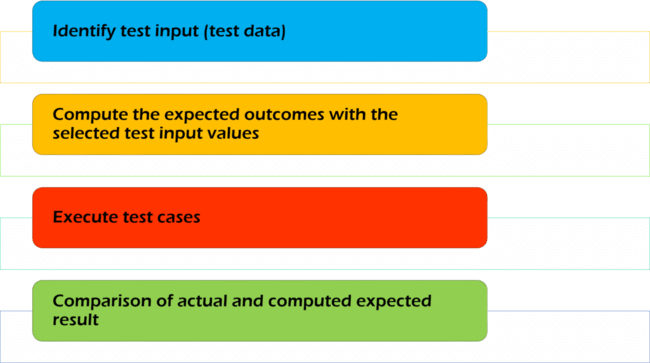 Identify test input (test data)
Compute the expected outcomes with the
selected test input values
Execute test cases
Comparison of actual and computed expected
result